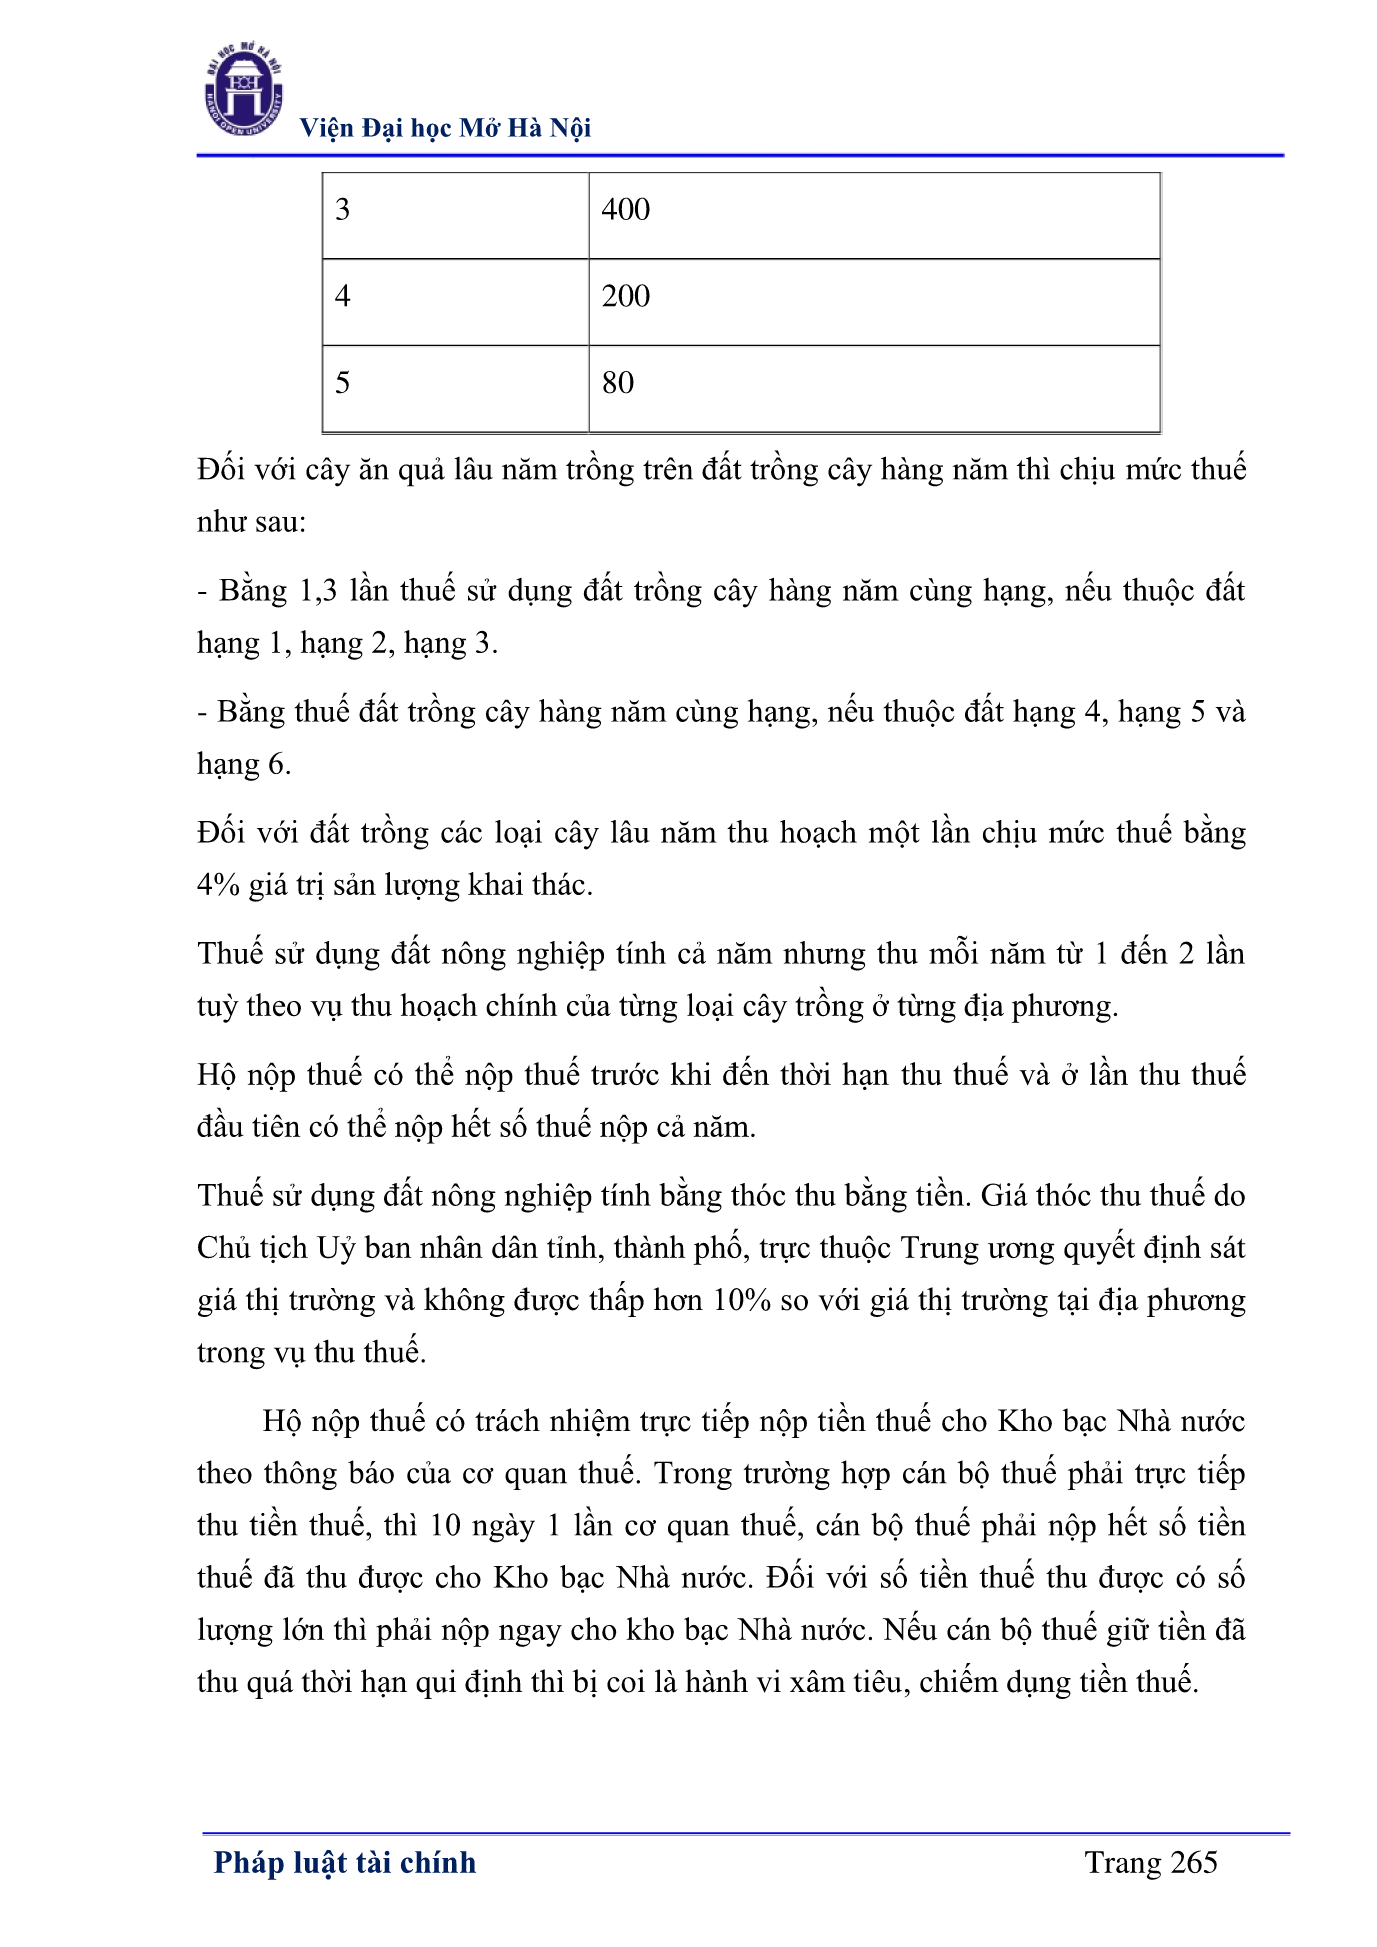 ĐẠI HỌC MỞ HÀ NỘI
HANOI OPEN UNIVERSITY
Viện Đại học Mở Hà Nội
3 400
4 200
5 80
Đối với cây ăn quả lâu năm trồng trên đất trồng cây hàng năm thì chịu mức thuế
như sau:
- Bằng 1,3 lần thuế sử dụng đất trồng cây hàng năm cùng hạng, nếu thuộc đất
hạng 1, hạng 2, hạng 3.
- Bằng thuế đất trồng cây hàng năm cùng hạng, nếu thuộc đất hạng 4, hạng 5 và
hạng 6.
Đối với đất trồng các loại cây lâu năm thu hoạch một lần chịu mức thuế bằng
4% giá trị sản lượng khai thác.
Thuế sử dụng đất nông nghiệp tính cả năm nhưng thu mỗi năm từ 1 đến 2 lần
tuỳ theo vụ thu hoạch chính của từng loại cây trồng ở từng địa phương.
Hộ nộp thuế có thể nộp thuế trước khi đến thời hạn thu thuế và ở lần thu thuế
đầu tiên có thể nộp hết số thuế nộp cả năm.
Thuế sử dụng đất nông nghiệp tính bằng thóc thu bằng tiền. Giá thóc thu thuế do
Chủ tịch Uỷ ban nhân dân tỉnh, thành phố, trực thuộc Trung ương quyết định sát
giá thị trường và không được thấp hơn 10% so với giá thị trường tại địa phương
trong vụ thu thuế.
Hộ nộp thuế có trách nhiệm trực tiếp nộp tiền thuế cho Kho bạc Nhà nước
theo thông báo của cơ quan thuế. Trong trường hợp cán bộ thuế phải trực tiếp
thu tiền thuế, thì 10 ngày 1 lần cơ quan thuế, cán bộ thuế phải nộp hết số tiền
thuế đã thu được cho Kho bạc Nhà nước. Đối với số tiền thuế thu được có số
lượng lớn thì phải nộp ngay cho kho bạc Nhà nước. Nếu cán bộ thuế giữ tiền đã
thu quá thời hạn qui định thì bị coi là hành vi xâm tiêu, chiếm dụng tiền thuế.
Pháp luật tài chính Trang 265